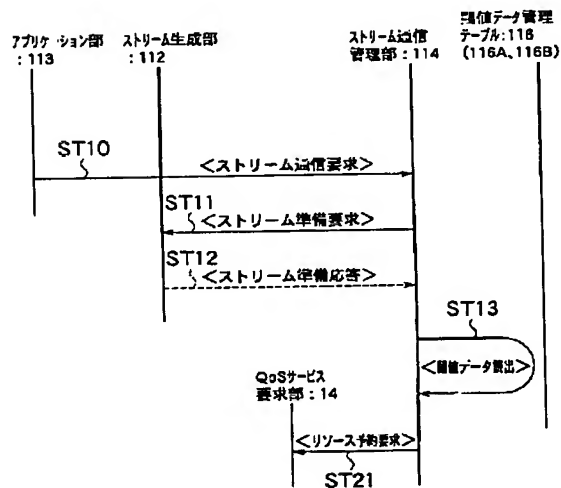 アプリケーション部
:113
ストリーム生成部
:112
ストリーム通信
管理部:114
閾値データ管理
テーブル:116
(116A、116B)
ST10
<ストリーム通信要求>
ST11
<ストリーム準備要求>
ST12
<ストリーム準備応答>
ST13
<閾値データ読出>
QoSサービス
要求部:14
<リソース予約要求>
ST21